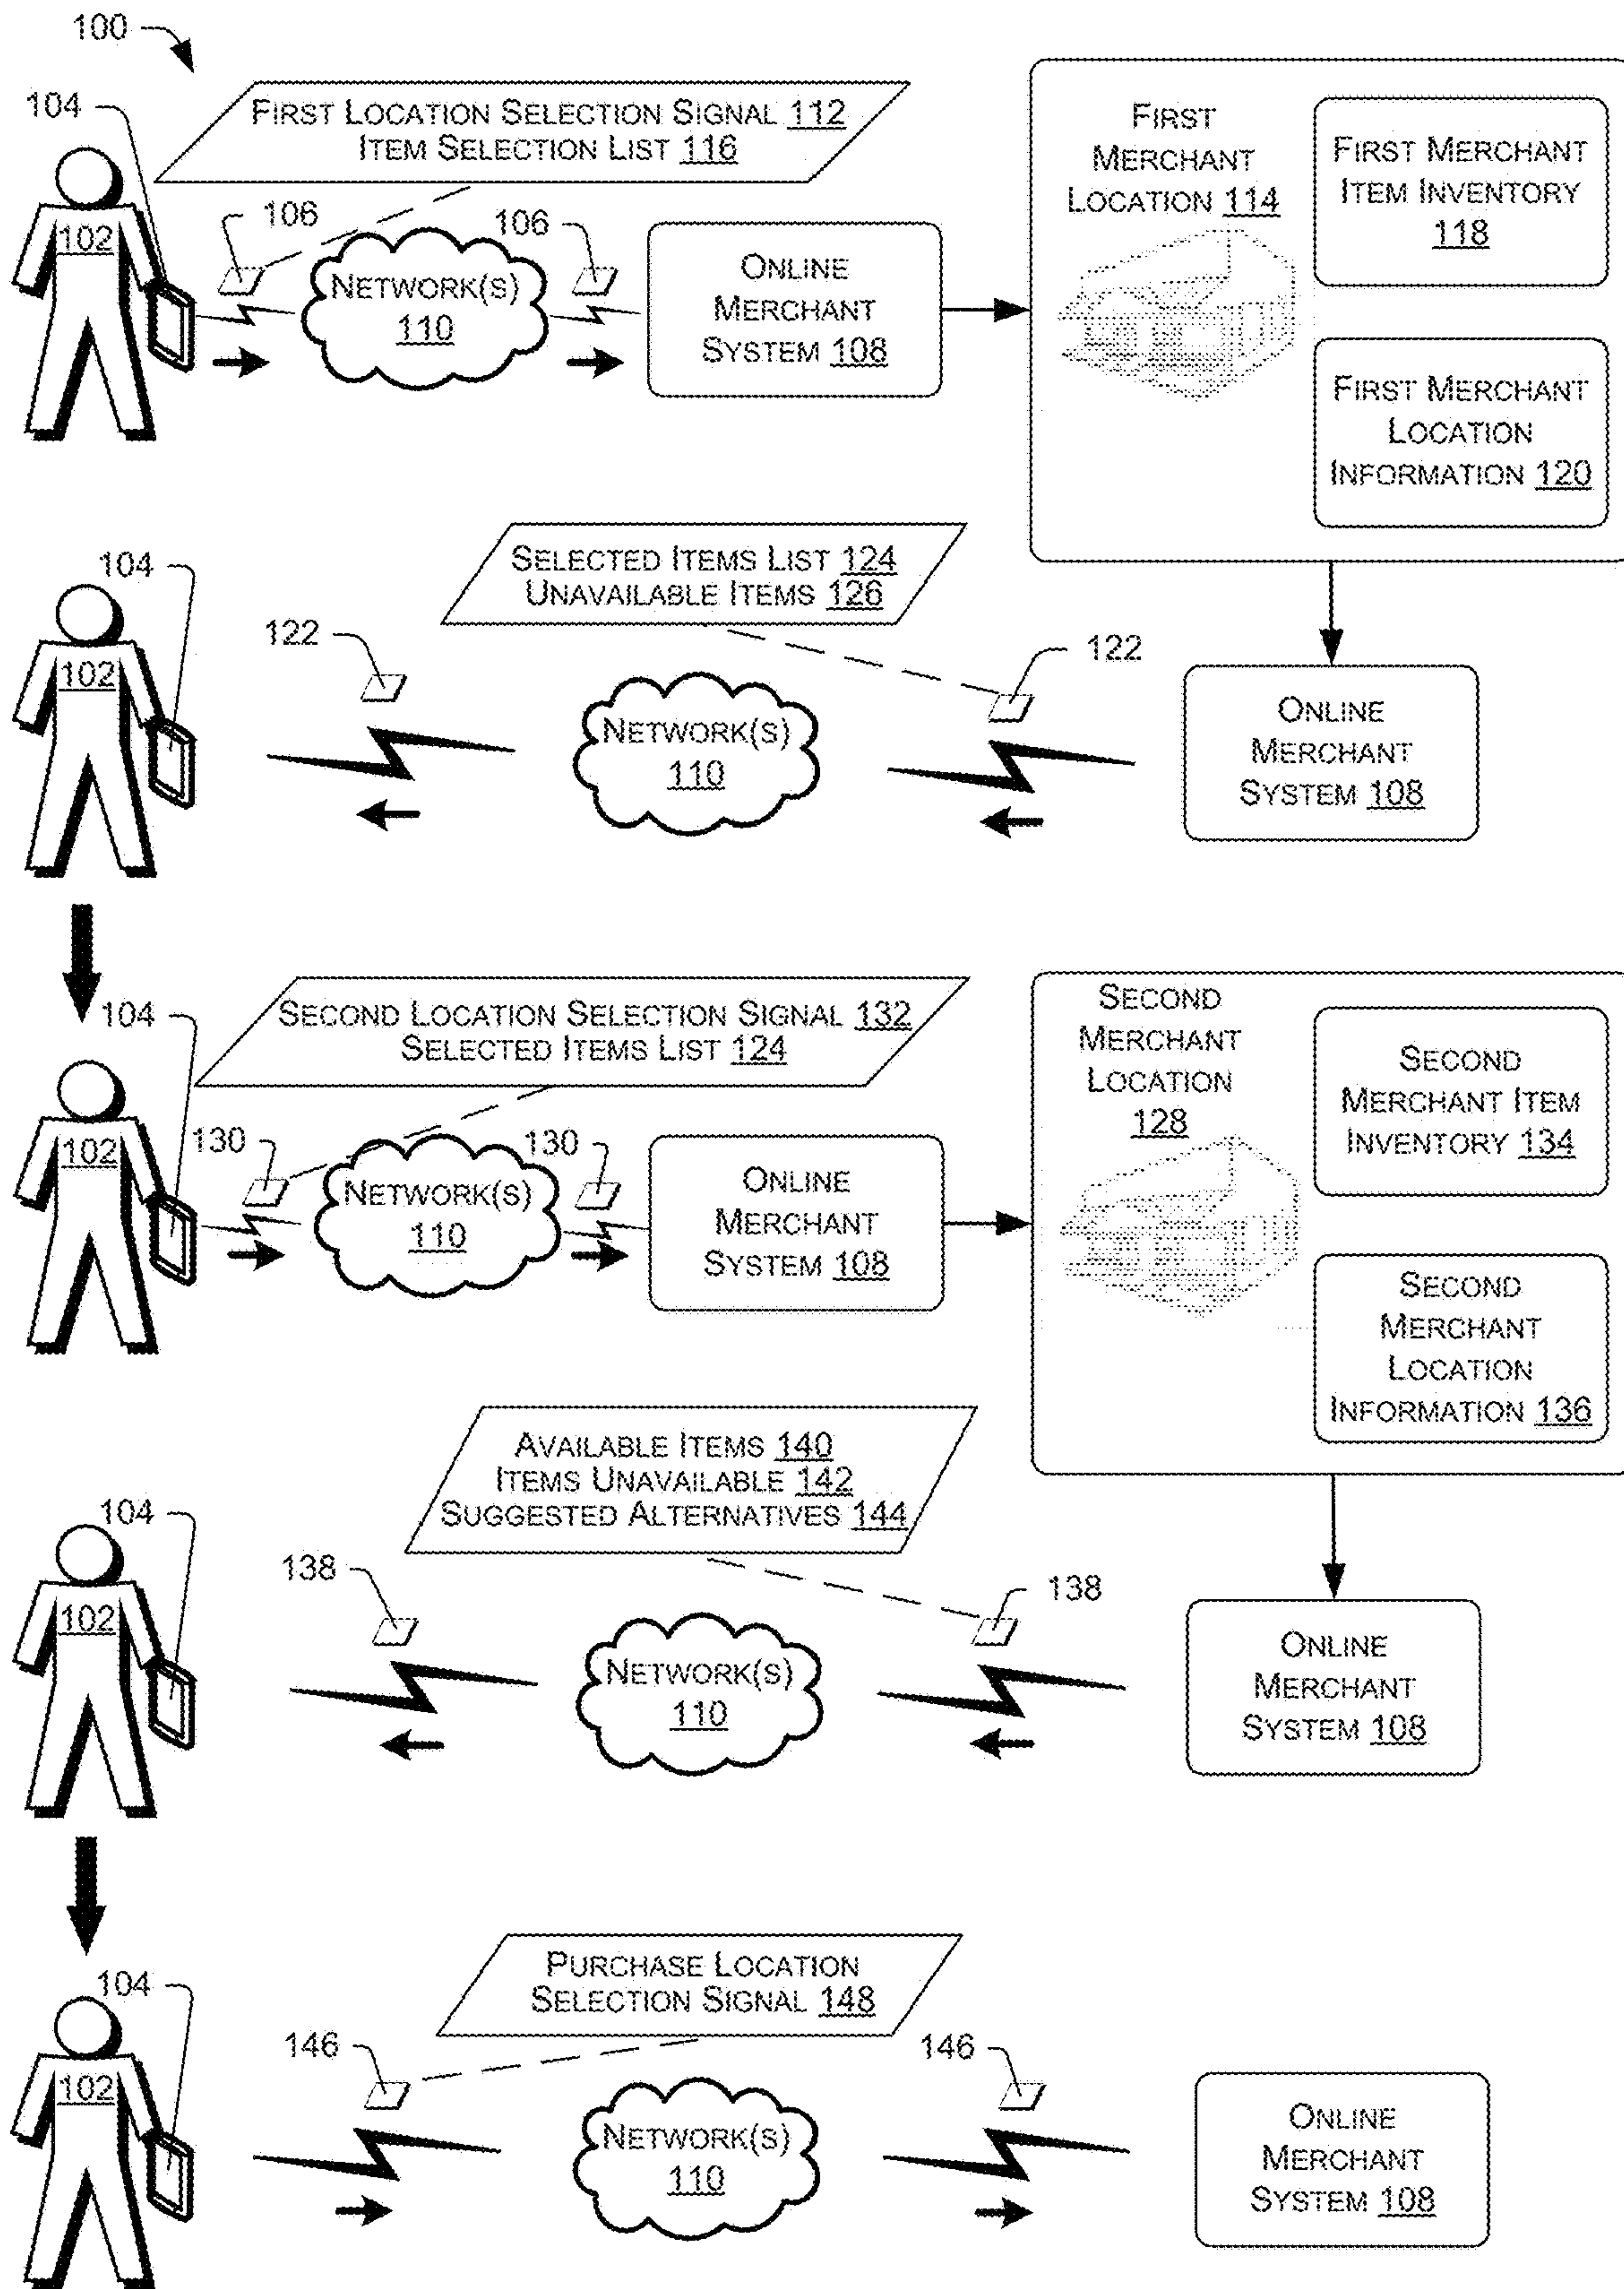 100
104
FIRST LOCATION SELECTION SIGNAL 112
ITEM SELECTION LIST 116
102
106
106
NETWORK(S)
110
ONLINE
MERCHANT
SYSTEM 108
FIRST
MERCHANT
LOCATION 114
FIRST MERCHANT
ITEM INVENTORY
118
FIRST MERCHANT
LOCATION
INFORMATION 120
104
SELECTED ITEMS LIST 124
UNAVAILABLE ITEMS 126
102
122
122
NETWORK(S)
110
ONLINE
MERCHANT
SYSTEM 108
104
SECOND LOCATION SELECTION SIGNAL 132
SELECTED ITEMS LIST 124
102
130
130
NETWORK(S)
110
ONLINE
MERCHANT
SYSTEM 108
SECOND
MERCHANT
LOCATION
128
SECOND
MERCHANT ITEM
INVENTORY 134
SECOND
MERCHANT
LOCATION
INFORMATION 136
104
AVAILABLE ITEMS 140
ITEMS UNAVAILABLE 142
SUGGESTED ALTERNATIVES 144
102
138
138
NETWORK(S)
110
ONLINE
MERCHANT
SYSTEM 108
104
PURCHASE LOCATION
SELECTION SIGNAL 148
102
146
146
NETWORK(S)
110
ONLINE
MERCHANT
SYSTEM 108